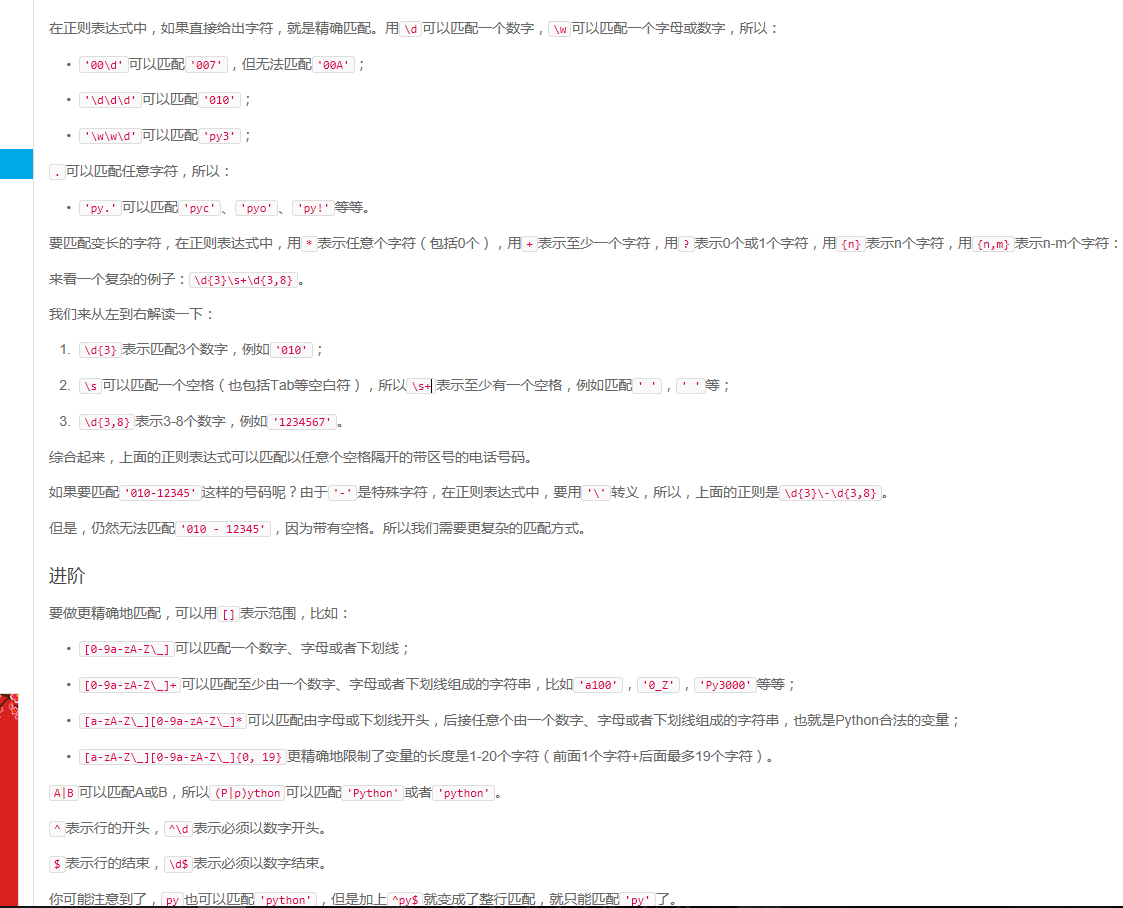 在正则表达式中，如果直接给出字符，就是精确匹配。用\d可以匹配一个数字，\w可以匹配一个字母或数字，所以：
• '00\d'可以匹配'007'，但无法匹配'00A'；
• '\d\d\d'可以匹配'010'；
• '\w\w\d'可以匹配'py3'；
.可以匹配任意字符，所以：
• 'py.'可以匹配'pyc'、'pyo'、'py!'等等。
要匹配变长的字符，在正则表达式中，用*表示任意个字符（包括0个），用+表示至少一个字符，用?表示0个或1个字符，用{n}表示n个字符，用{n,m}表示n-m个字符：
来看一个复杂的例子：\d{3}\s+\d{3,8}。
我们来从左到右解读一下：
1. \d{3}表示匹配3个数字，例如'010'；
2. \s可以匹配一个空格（也包括Tab等空白符），所以\s+表示至少有一个空格，例如匹配' '，' '等；
3. \d{3,8}表示3-8个数字，例如'1234567'。
综合起来，上面的正则表达式可以匹配以任意个空格隔开的带区号的电话号码。
如果要匹配'010-12345'这样的号码呢？由于'-'是特殊字符，在正则表达式中，要用'\'转义，所以，上面的正则是\d{3}\-\d{3,8}。
但是，仍然无法匹配'010 - 12345'，因为带有空格。所以我们需要更复杂的匹配方式。
进阶
要做更精确地匹配，可以用[]表示范围，比如：
• [0-9a-zA-Z\_]可以匹配一个数字、字母或者下划线；
• [0-9a-zA-Z\_]+可以匹配至少由一个数字、字母或者下划线组成的字符串，比如'a100'，'0_Z'，'Py3000'等等；
• [a-zA-Z\_][0-9a-zA-Z\_]*可以匹配由字母或下划线开头，后接任意个由一个数字、字母或者下划线组成的字符串，也就是Python合法的变量；
• [a-zA-Z\_][0-9a-zA-Z\_]{0, 19}更精确地限制了变量的长度是1-20个字符（前面1个字符+后面最多19个字符）。
A|B可以匹配A或B，所以(P|p)ython可以匹配'Python'或者'python'。
^表示行的开头，^\d表示必须以数字开头。
$表示行的结束，\d$表示必须以数字结束。
你可能注意到了，py也可以匹配'python'，但是加上^py$就变成了整行匹配，就只能匹配'py'了。